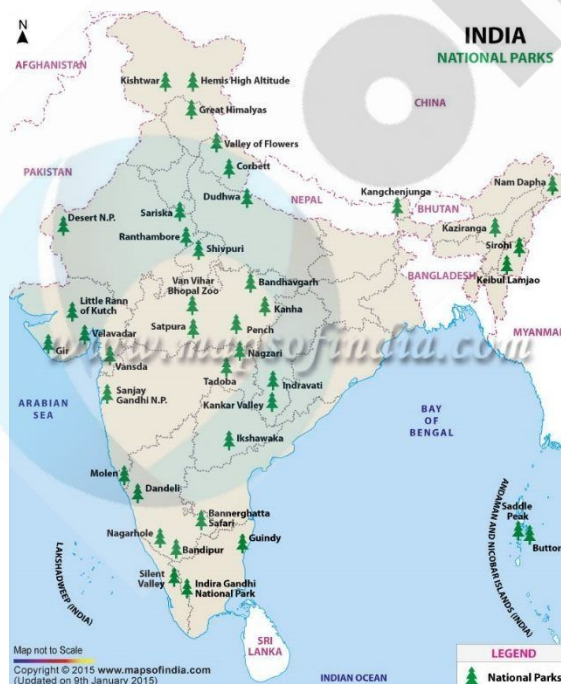 N
INDIA
NATIONAL PARKS
AFGHANISTAN
Kishtwar
Hemis High Altitude
CHINA
Great Himalyas
Valley of Flowers
PAKISTAN
Corbett
Dudhwa
NEPAL
Kangchenjunga
BHUTAN
Nam Dapha
Desert N.P.
Sariska
Kaziranga
Ranthambore
Sirohi
Shivpuri
BANGLADESH
Keibul Lamjao
Van Vihar
Bhopal Zoo
Bandhavgarh
Little Rann
of Kutch
Kanha
Velavadar
Satpura
Pench
MYANMAR
www.mapsofindia.com
Gir
Vansda
Nagzari
Tadoba
Indravati
Sanjay
Gandhi N.P.
Kankar Valley
ARABIAN
SEA
BAY
OF
BENGAL
Ikshawaka
Molen
Dandeli
ANDAMAN AND NICOBAR ISLANDS (INDIA)
Saddle
Peak
Button
Bannerghatta
Safari
Nagarhole
Guindy
Bandipur
LAKSHADWEEP (INDIA)
Silent
Valley
Indira Gandhi
National Park
SRI
LANKA
Map not to Scale
Copyright © 2015 www.mapsofindia.com
(Updated on 9th January 2015)
INDIAN OCEAN
LEGEND
National Parks